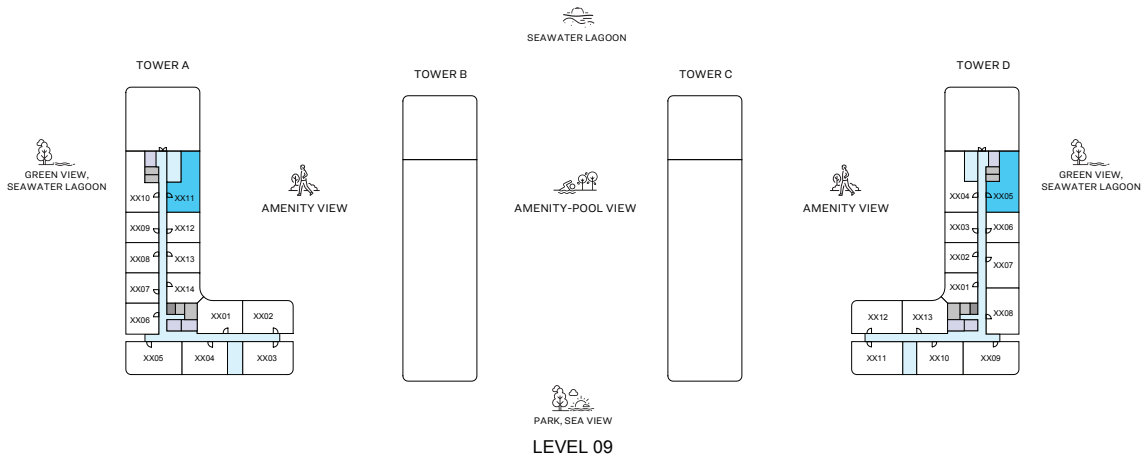 SEAWATER LAGOON
TOWER A
TOWER B
TOWER C
TOWER D
GREEN VIEW,
SEAWATER LAGOON
AMENITY VIEW
AMENITY-POOL VIEW
AMENITY VIEW
GREEN VIEW,
SEAWATER LAGOON
XX10
XX11
XX09
XX12
XX08
XX13
XX07
XX14
XX06
XX01
XX02
XX05
XX04
XX03
XX04
XX05
XX03
XX06
XX02
XX07
XX01
XX08
XX12
XX13
XX11
XX10
XX09
PARK, SEA VIEW
LEVEL 09